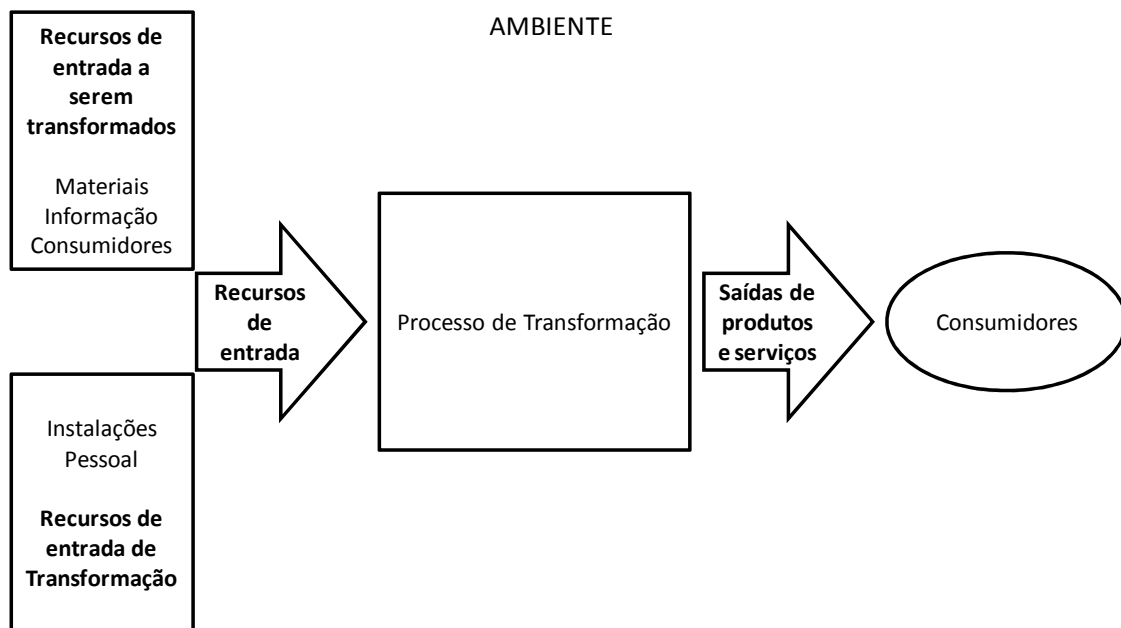 AMBIENTE
Recursos de
entrada a
serem
transformados
Materiais
Informação
Consumidores
Recursos
de
entrada
Processo de Transformação
Saídas de
produtos
e serviços
Consumidores
Instalações
Pessoal
Recursos de
entrada de
Transformação